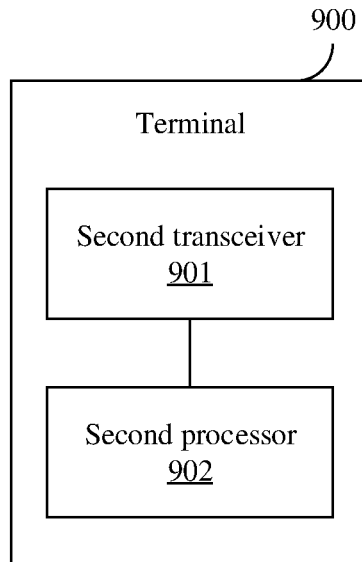 900
Terminal
Second transceiver
901
Second processor
902